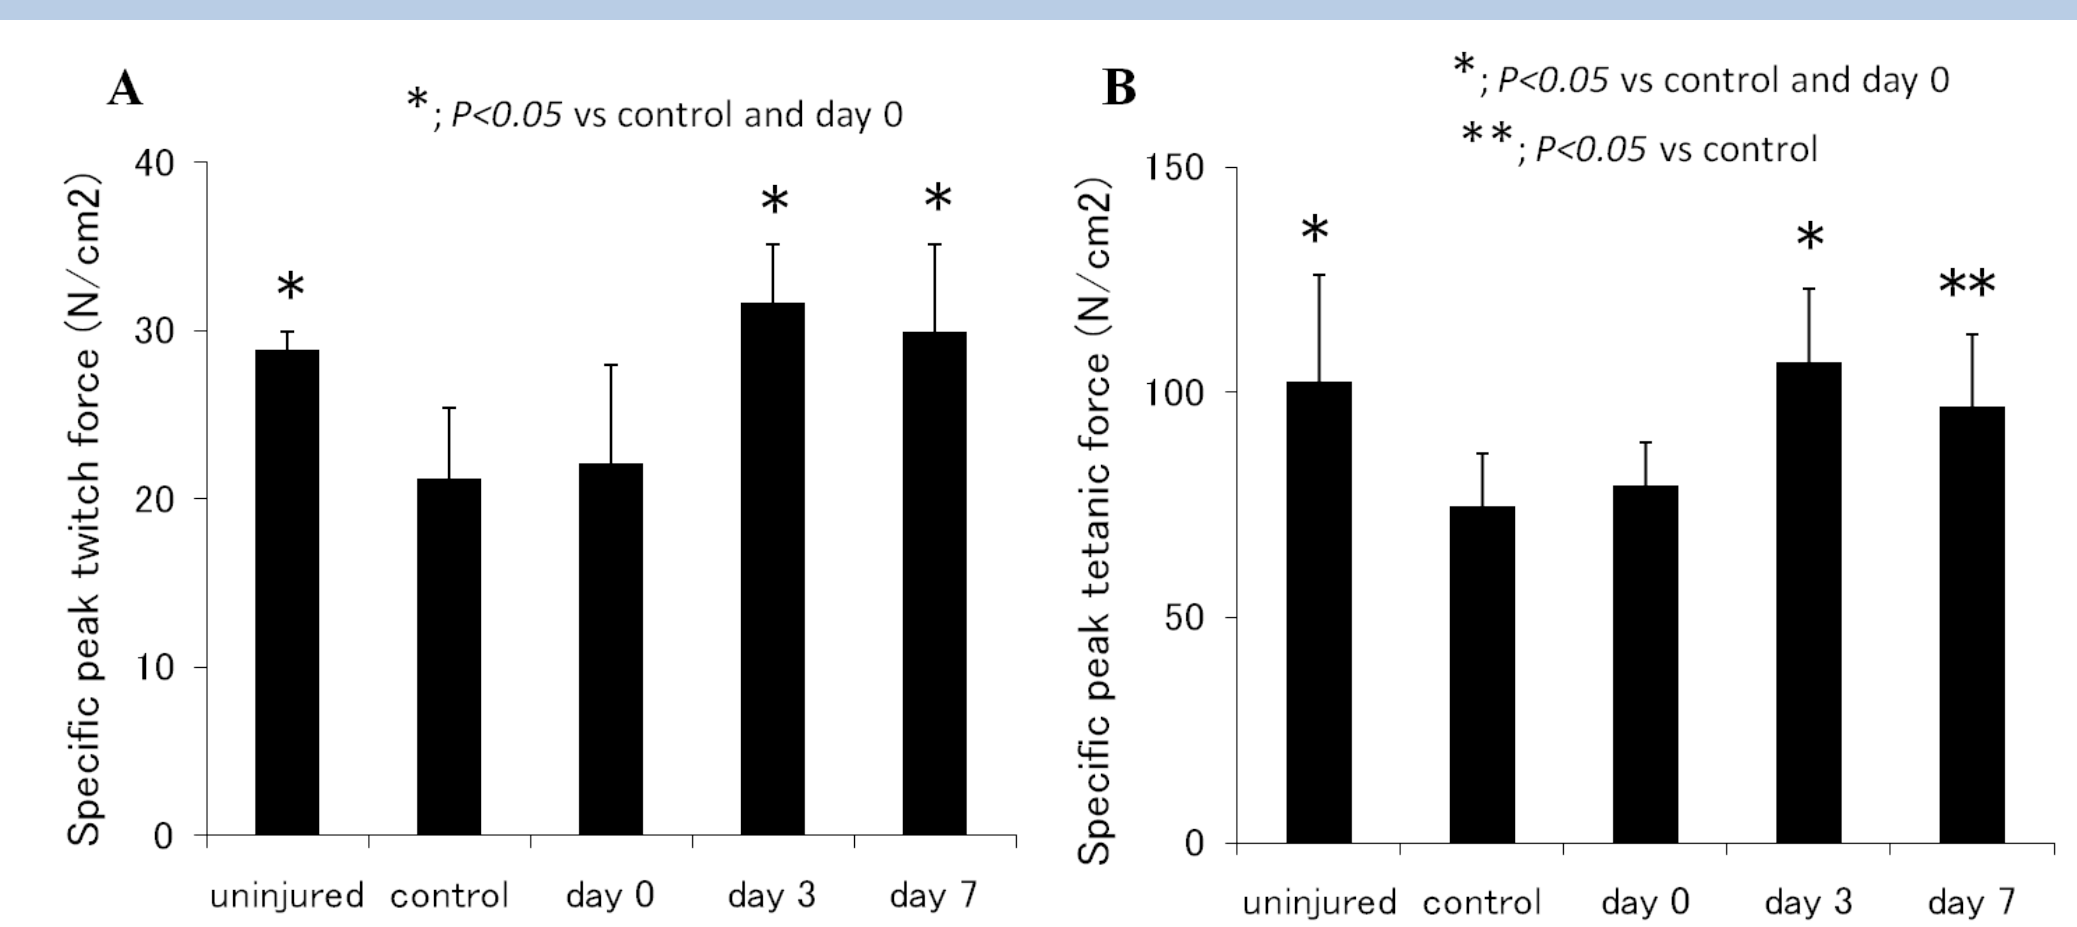 A
*; P<0.05 vs control and day 0
Specific peak twitch force (N/cm2)
40
30
20
10
0
*
*
*
uninjured control day 0 day 3 day 7
B
*; P<0.05 vs control and day 0
**; P<0.05 vs control
Specific peak tetanic force (N/cm2)
150
100
50
0
*
*
**
uninjured control day 0 day 3 day 7